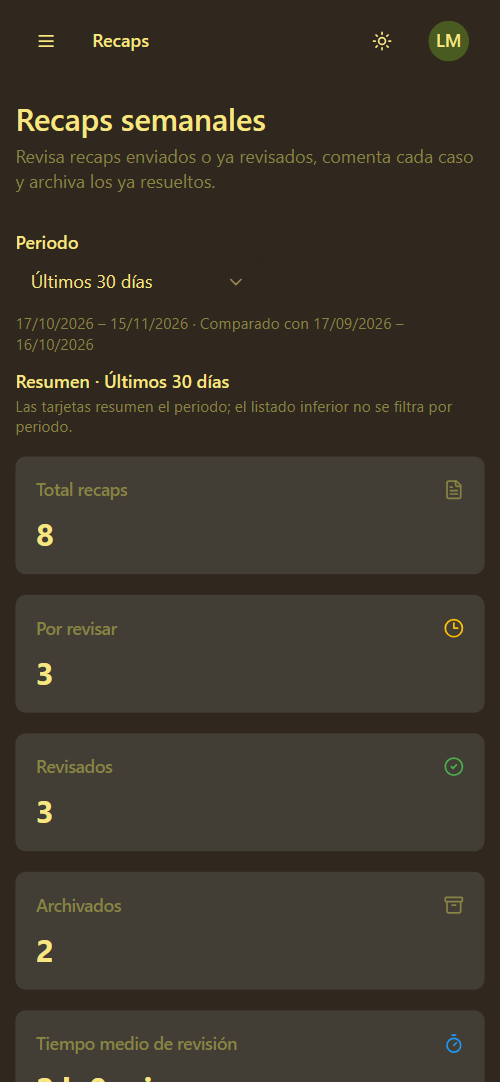 Recaps
LM
Recaps semanales
Revisa recaps enviados o ya revisados, comenta cada caso
y archiva los ya resueltos.
Periodo
Últimos 30 días
17/10/2026 – 15/11/2026 · Comparado con 17/09/2026 –
16/10/2026
Resumen · Últimos 30 días
Las tarjetas resumen el periodo; el listado inferior no se filtra por
periodo.
Total recaps
8
Por revisar
3
Revisados
3
Archivados
2
Tiempo medio de revisión